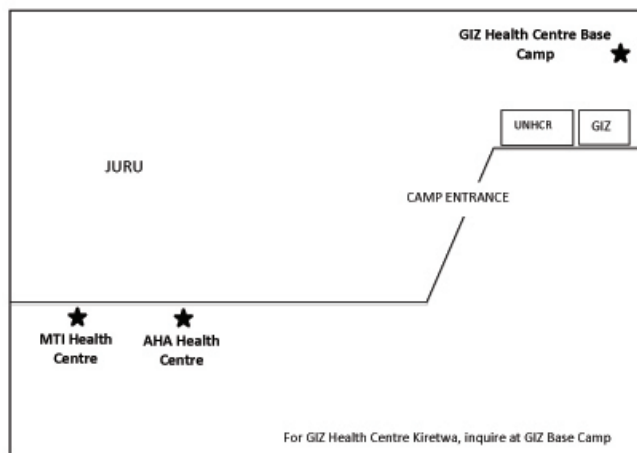 GIZ Health Centre Base
Camp
UNHCR
GIZ
JURU
CAMP ENTRANCE
MTI Health
Centre
AHA Health
Centre
For GIZ Health Centre Kiretwa, inquire at GIZ Base Camp